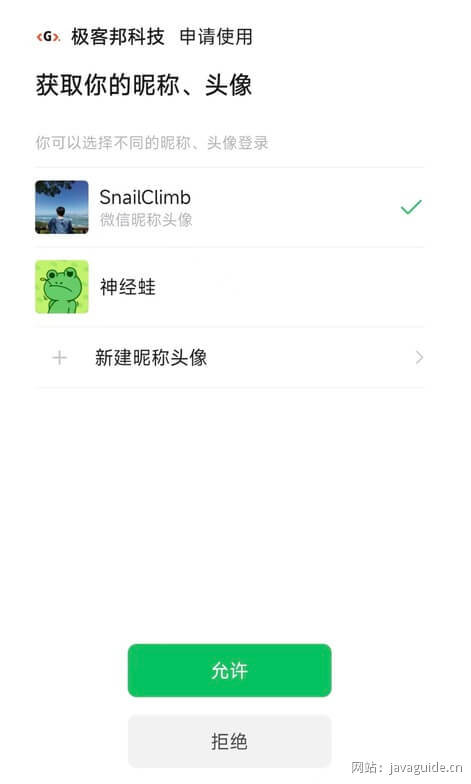 <G>. 极客邦科技 申请使用
获取你的昵称、头像
你可以选择不同的昵称、头像登录
SnailClimb
微信昵称头像
神经蛙
新建昵称头像
允许
拒绝
网站：javaguide.cn